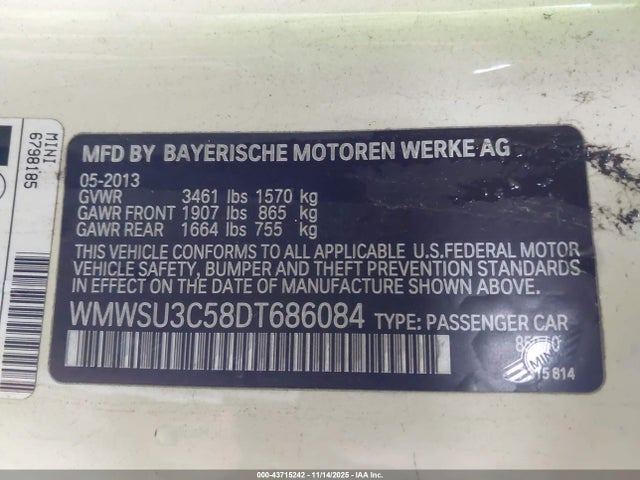 MINI
6798185
MFD BY BAYERISCHE MOTOREN WERKE AG
05-2013
GVWR 3461 lbs 1570 kg
GAWR FRONT 1907 lbs 865 kg
GAWR REAR 1664 lbs 755 kg
THIS VEHICLE CONFORMS TO ALL APPLICABLE U.S.FEDERAL MOTOR
VEHICLE SAFETY, BUMPER AND THEFT PREVENTION STANDARDS
IN EFFECT ON THE DATE OF MANUFACTURE SHOWN ABOVE.
WMWSU3C58DT686084 TYPE: PASSENGER CAR
MINI
000-43715242 - 11/14/2025 - IAA Inc.